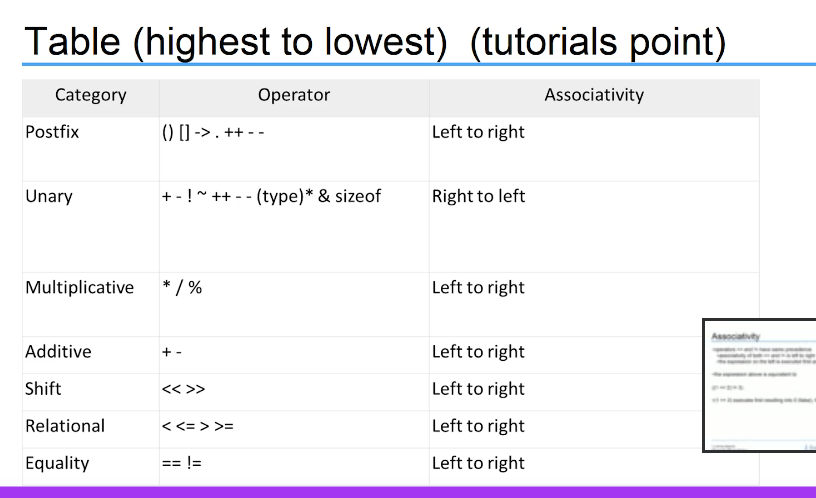 Table (highest to lowest)  (tutorials point)
Category Operator Associativity
Postfix () [] -> . ++ - - Left to right
Unary + - ! ~ ++ - - (type)* & sizeof Right to left
Multiplicative * / % Left to right
Additive + - Left to right
Shift << >> Left to right
Relational < <= > >= Left to right
Equality == != Left to right
Associativity